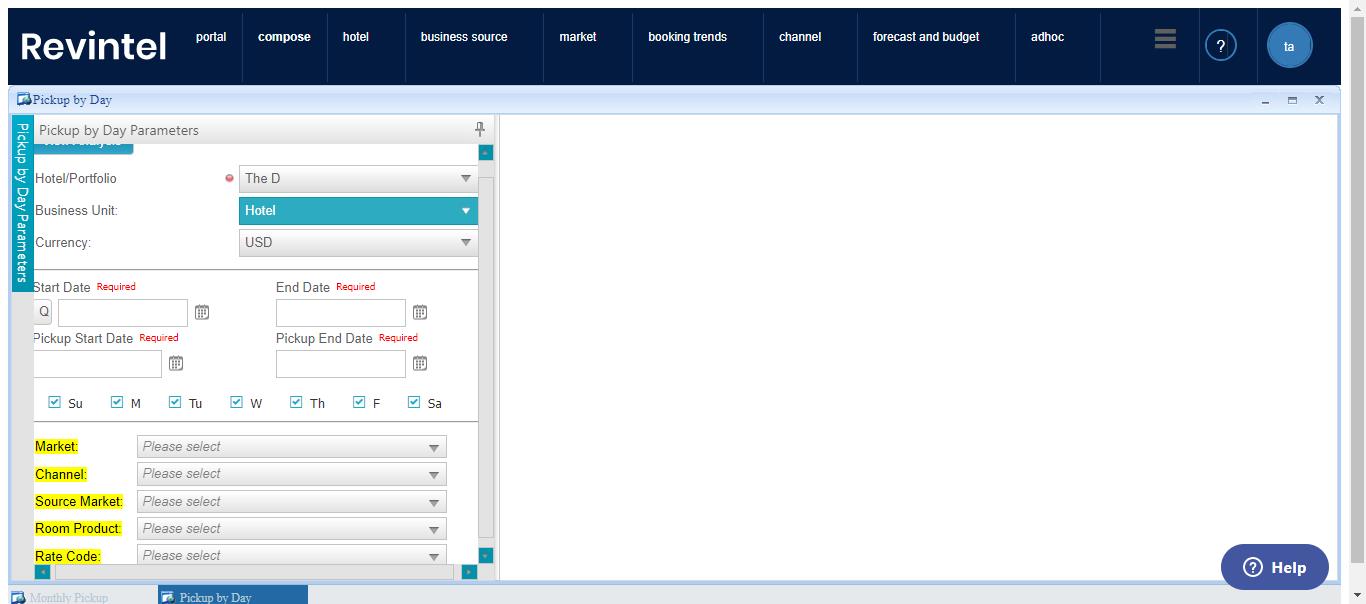 Revintel portal compose hotel business source market booking trends channel forecast and budget adhoc ? ta
Pickup by Day
Pickup by Day Parameters
Pickup by Day Parameters
View Analysis
Hotel/Portfolio The D
Business Unit: Hotel
Currency: USD
Start Date Required End Date Required
Q
Pickup Start Date Required Pickup End Date Required
Su M Tu W Th F Sa
Market: Please select
Channel: Please select
Source Market: Please select
Room Product: Please select
Rate Code: Please select
? Help
Monthly Pickup Pickup by Day